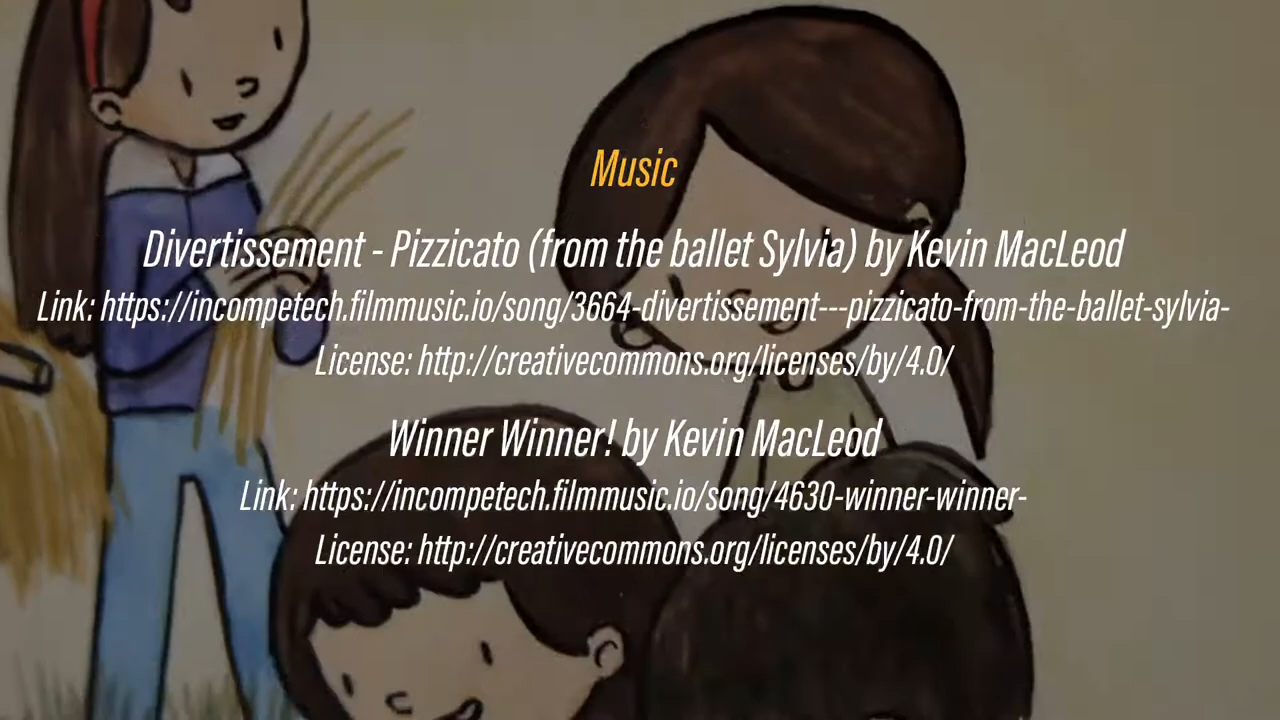 Music
Divertissement - Pizzicato (from the ballet Sylvia) by Kevin MacLeod
Link: https://incompetech.filmmusic.io/song/3664-divertissement---pizzicato-from-the-ballet-sylvia-
License: http://creativecommons.org/licenses/by/4.0/
Winner Winner! by Kevin MacLeod
Link: https://incompetech.filmmusic.io/song/4630-winner-winner-
License: http://creativecommons.org/licenses/by/4.0/